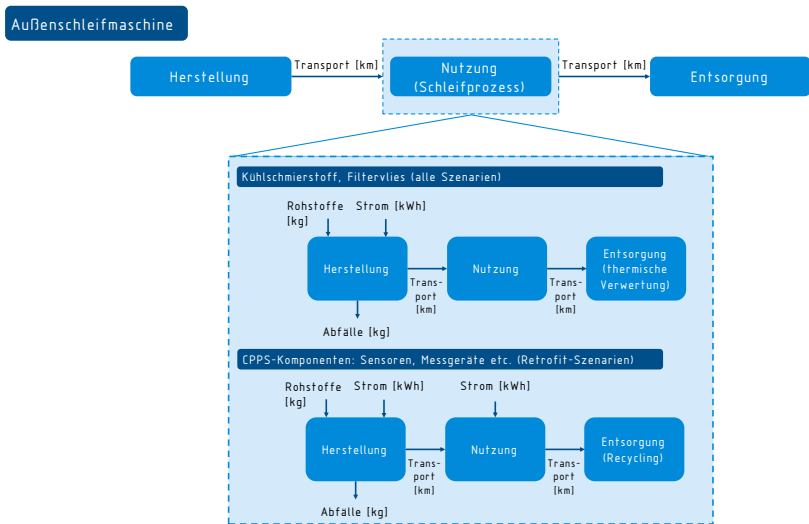 Außenschleifmaschine
Herstellung
Transport [km]
Nutzung
(Schleifprozess)
Transport [km]
Entsorgung
Kühlschmierstoff, Filtervlies (alle Szenarien)
Rohstoffe
[kg]
Strom [kWh]
Herstellung
Trans-
port
[km]
Nutzung
Trans-
port
[km]
Entsorgung
(thermische
Verwertung)
Abfälle [kg]
CPPS-Komponenten: Sensoren, Messgeräte etc. (Retrofit-Szenarien)
Rohstoffe
[kg]
Strom [kWh]
Strom [kWh]
Herstellung
Trans-
port
[km]
Nutzung
Trans-
port
[km]
Entsorgung
(Recycling)
Abfälle [kg]